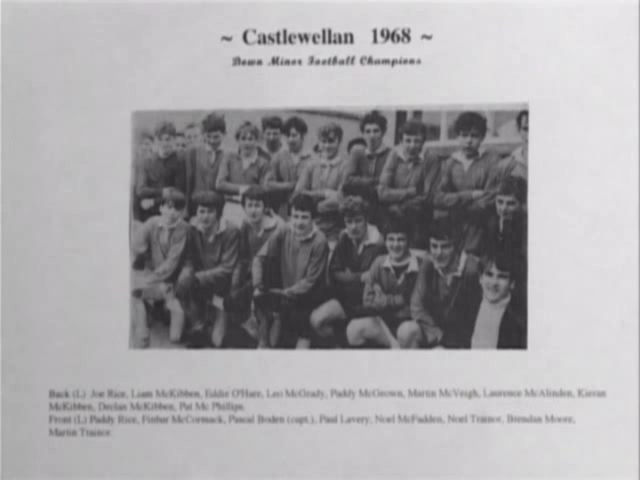 ~ Castlewellan 1968 ~
Down Minor Football Champions
Back (L) Joe Rice, Liam McKibben, Eddie O'Hare, Leo McGrady, Paddy McGeown, Martin McVeigh, Laurence McAlinden, Kieran
McKibben, Declan McKibben, Pat Mc Phillips.
Front (L) Paddy Rice, Finbar McCormack, Pascal Boden (capt.), Paul Lavery, Noel McFadden, Noel Trainor, Brendan Moore,
Martin Trainor.